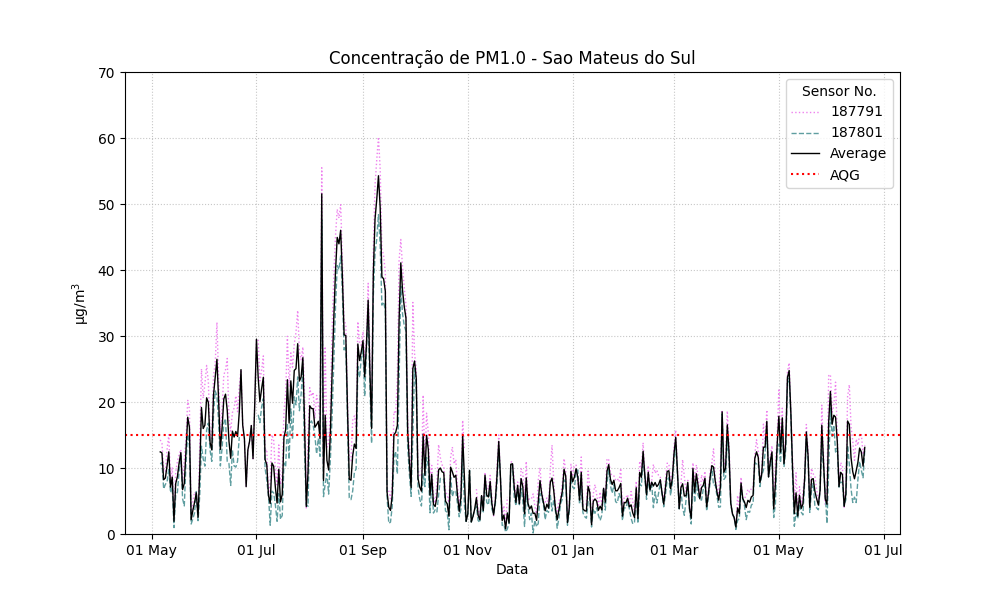 Concentração de PM1.0 - Sao Mateus do Sul
70
60
50
40
30
20
10
0
µg/m³
Sensor No.
187791
187801
Average
AQG
01 May
01 Jul
01 Sep
01 Nov
01 Jan
01 Mar
01 May
01 Jul
Data